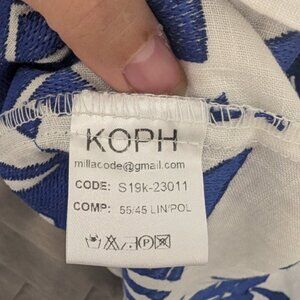 KOPH
millacode@gmail.com
CODE: S19k-23011
COMP: 55/45 LIN/POL